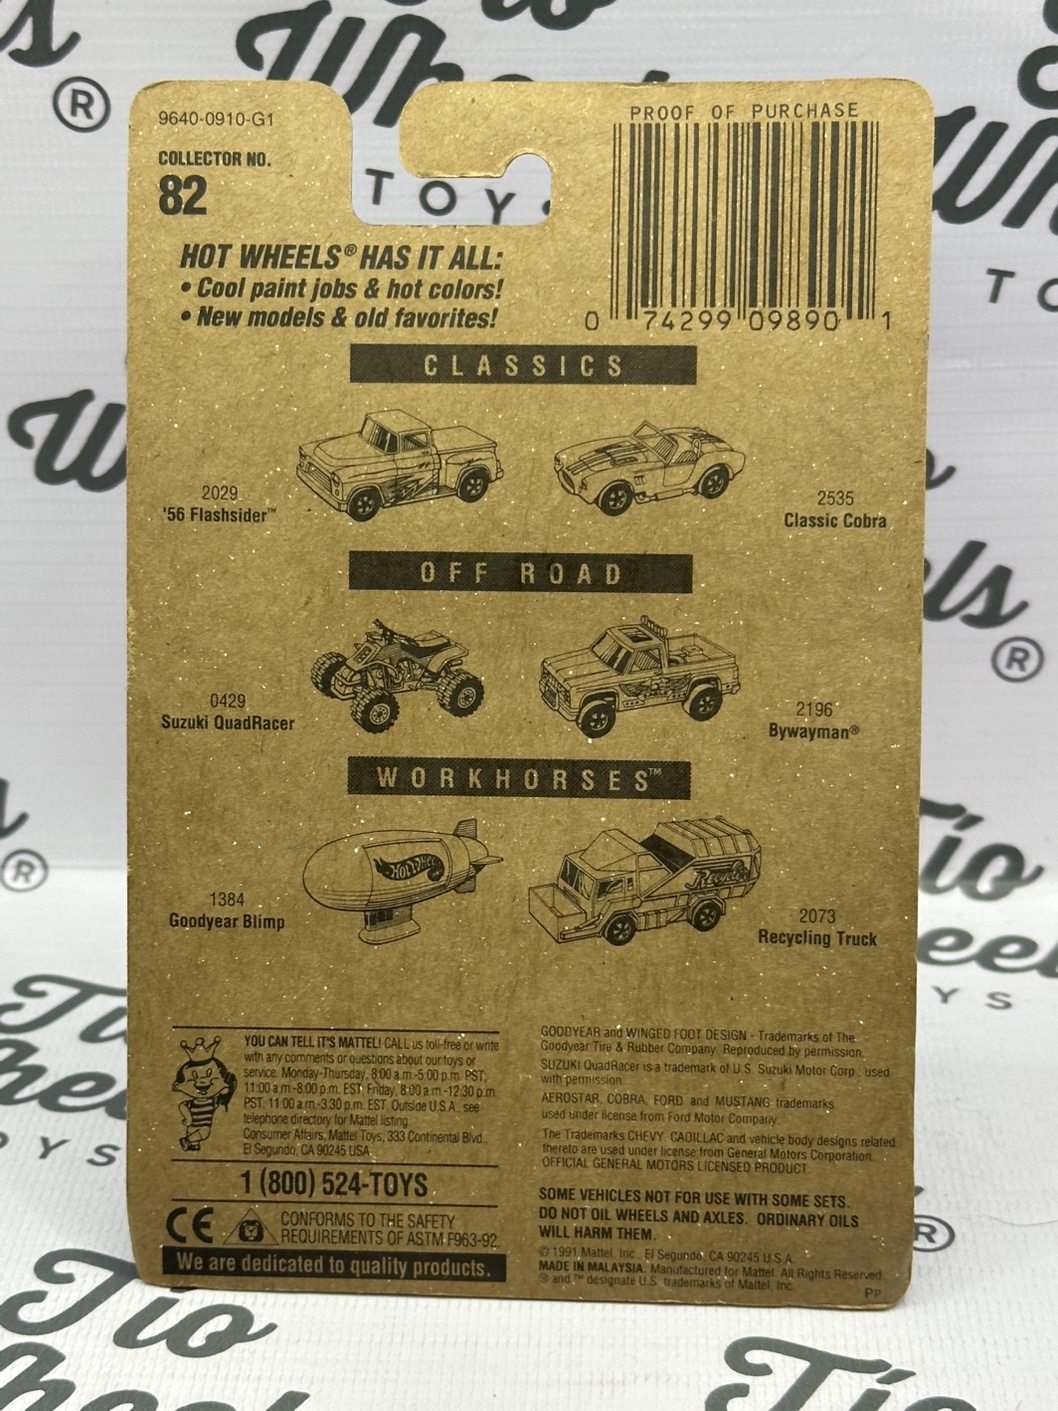 9640-0910-G1
COLLECTOR NO.
82
PROOF OF PURCHASE
0 74299 09890 1
HOT WHEELS® HAS IT ALL:
• Cool paint jobs & hot colors!
• New models & old favorites!
CLASSICS
2029
'56 Flashsider™
2535
Classic Cobra
OFF ROAD
0429
Suzuki QuadRacer
2196
Bywayman®
WORKHORSES™
Hot Wheels
Recycler
1384
Goodyear Blimp
2073
Recycling Truck
YOU CAN TELL IT'S MATTEL! CALL us toll-free or write
with any comments or questions about our toys or
service. Monday-Thursday, 8:00 a.m.-5:00 p.m. PST,
11:00 a.m.-8:00 p.m. EST; Friday, 8:00 a.m.-12:30 p.m.
PST, 11:00 a.m.-3:30 p.m. EST. Outside U.S.A., see
telephone directory for Mattel listing.
Consumer Affairs, Mattel Toys, 333 Continental Blvd.,
El Segundo, CA 90245 USA.
1 (800) 524-TOYS
CE
CONFORMS TO THE SAFETY
REQUIREMENTS OF ASTM F963-92.
We are dedicated to quality products.
GOODYEAR and WINGED FOOT DESIGN - Trademarks of The
Goodyear Tire & Rubber Company. Reproduced by permission.
SUZUKI QuadRacer is a trademark of U.S. Suzuki Motor Corp., used
with permission.
AEROSTAR, COBRA, FORD and MUSTANG trademarks
used under license from Ford Motor Company.
The Trademarks CHEVY, CADILLAC and vehicle body designs related
thereto are used under license from General Motors Corporation.
OFFICIAL GENERAL MOTORS LICENSED PRODUCT.
SOME VEHICLES NOT FOR USE WITH SOME SETS.
DO NOT OIL WHEELS AND AXLES. ORDINARY OILS
WILL HARM THEM.
© 1991 Mattel, Inc., El Segundo, CA 90245 U.S.A.
MADE IN MALAYSIA. Manufactured for Mattel. All Rights Reserved.
® and ™ designate U.S. trademarks of Mattel, Inc.
PP
Tio
Wheels
TOYS
®